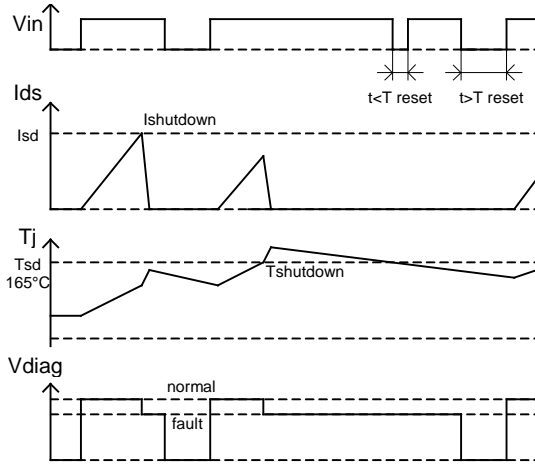 Vin
t<T reset
t>T reset
Ids
Ishutdown
Isd
Tj
Tsd
165°C
Tshutdown
Vdiag
normal
fault